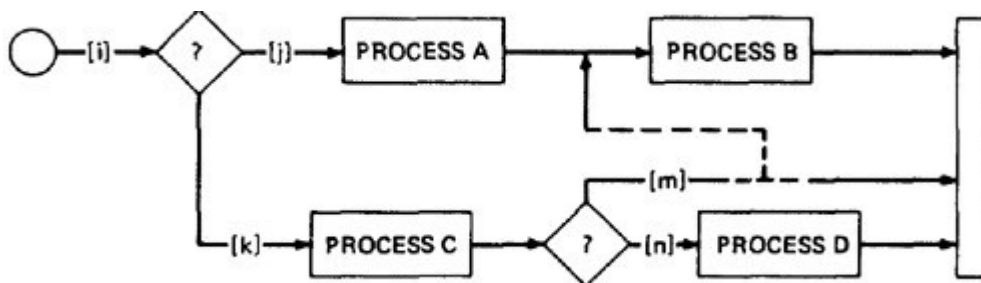 [i] ? [j] PROCESS A PROCESS B
[m]
[k] PROCESS C ? [n] PROCESS D